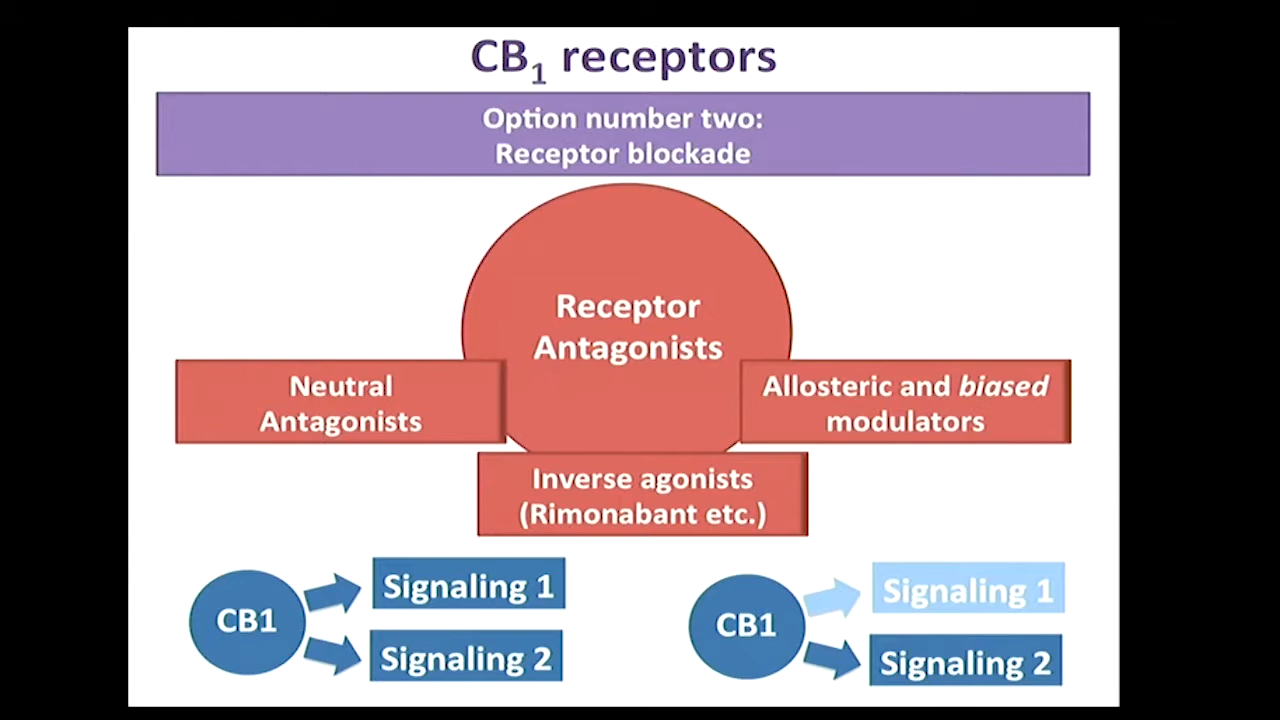 CB1 receptors
Option number two:
Receptor blockade
Receptor
Antagonists
Neutral
Antagonists
Allosteric and biased
modulators
Inverse agonists
(Rimonabant etc.)
CB1
Signaling 1
Signaling 2
CB1
Signaling 1
Signaling 2